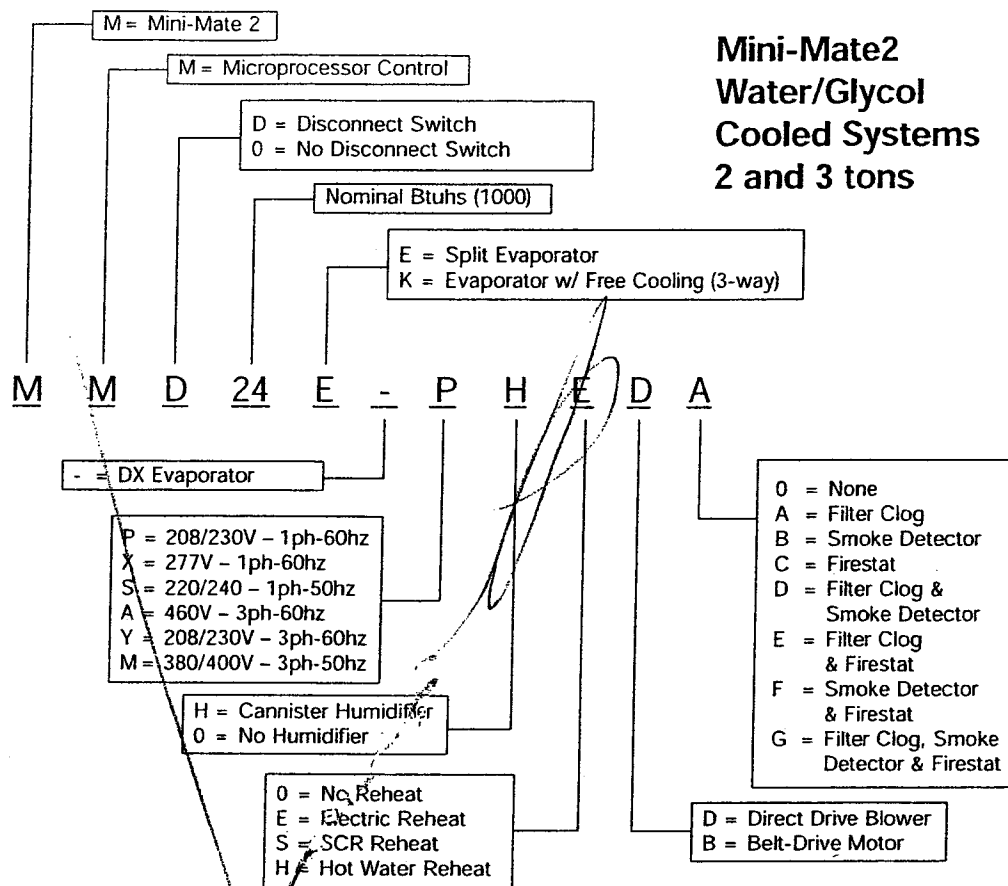 M = Mini-Mate 2
Mini-Mate2
Water/Glycol
Cooled Systems
2 and 3 tons
M = Microprocessor Control
D = Disconnect Switch
0 = No Disconnect Switch
Nominal Btuhs (1000)
E = Split Evaporator
K = Evaporator w/ Free Cooling (3-way)
M M D 24 E - P H E D A
- = DX Evaporator
P = 208/230V – 1ph-60hz
X = 277V – 1ph-60hz
S = 220/240 – 1ph-50hz
A = 460V – 3ph-60hz
Y = 208/230V – 3ph-60hz
M = 380/400V – 3ph-50hz
H = Cannister Humidifier
0 = No Humidifier
0 = No Reheat
E = Electric Reheat
S = SCR Reheat
H = Hot Water Reheat
0 = None
A = Filter Clog
B = Smoke Detector
C = Firestat
D = Filter Clog &
Smoke Detector
E = Filter Clog
& Firestat
F = Smoke Detector
& Firestat
G = Filter Clog, Smoke
Detector & Firestat
D = Direct Drive Blower
B = Belt-Drive Motor